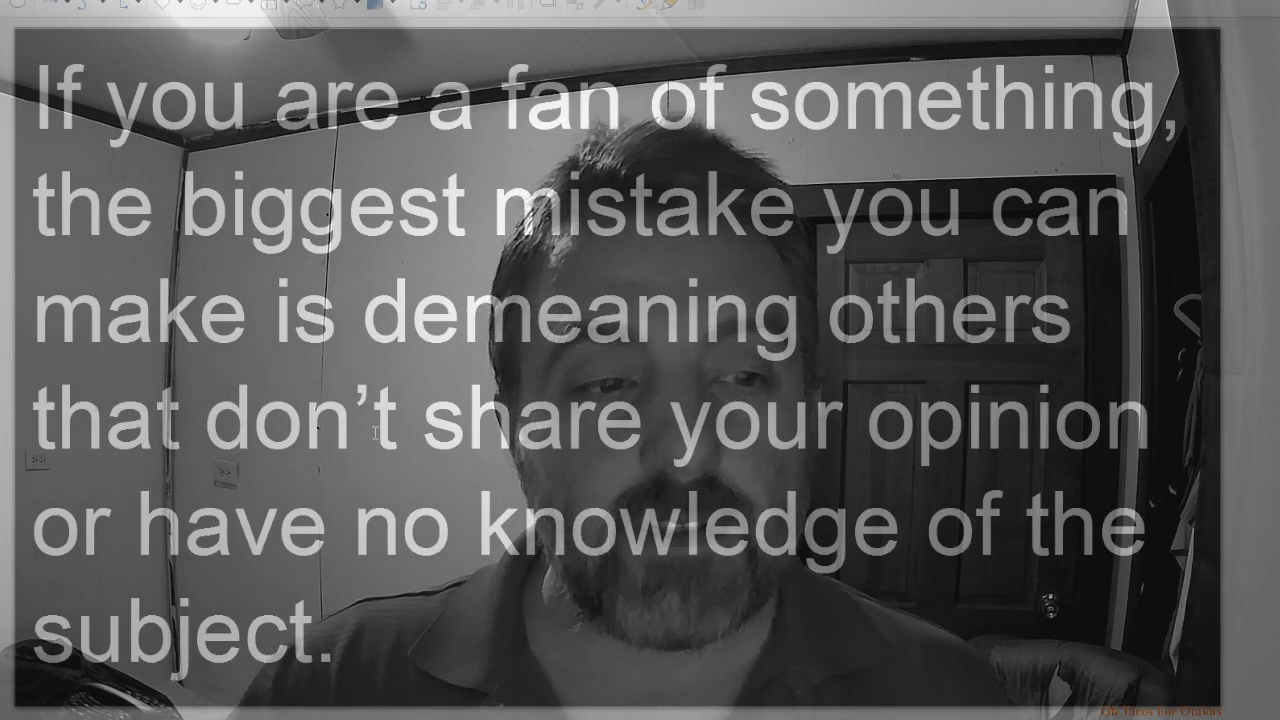 If you are a fan of something,
the biggest mistake you can
make is demeaning others
that don’t share your opinion
or have no knowledge of the
subject.